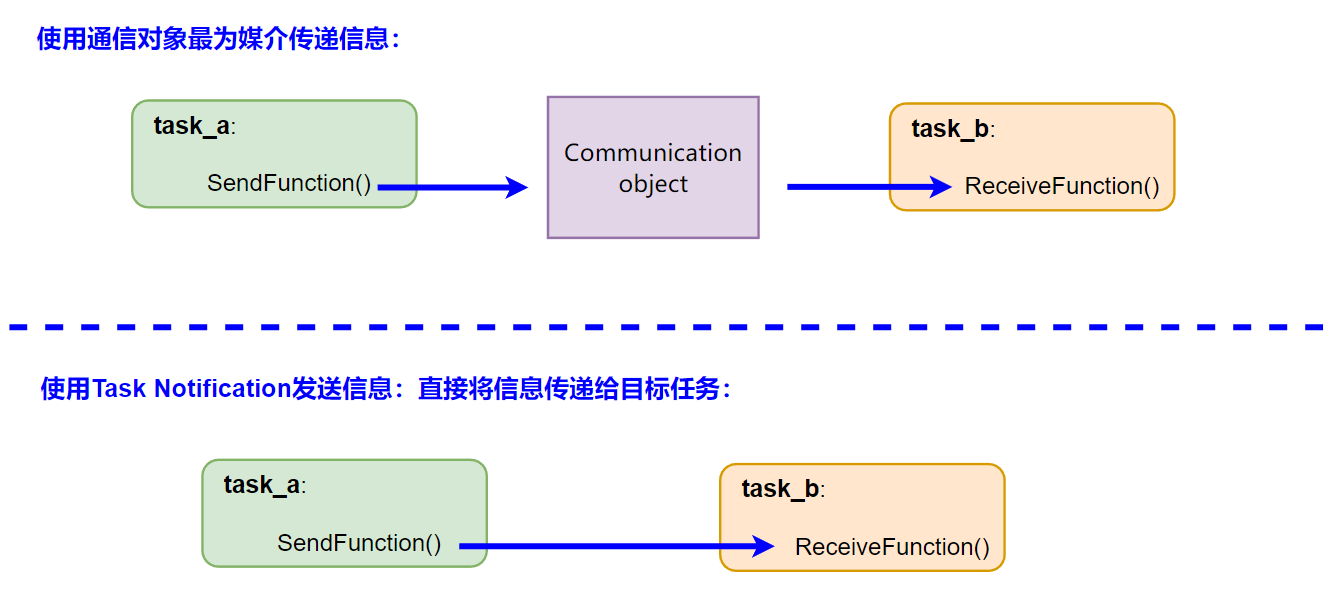 使用通信对象最为媒介传递信息：
task_a:
SendFunction()
Communication
object
task_b:
ReceiveFunction()
使用Task Notification发送信息：直接将信息传递给目标任务：
task_a:
SendFunction()
task_b:
ReceiveFunction()